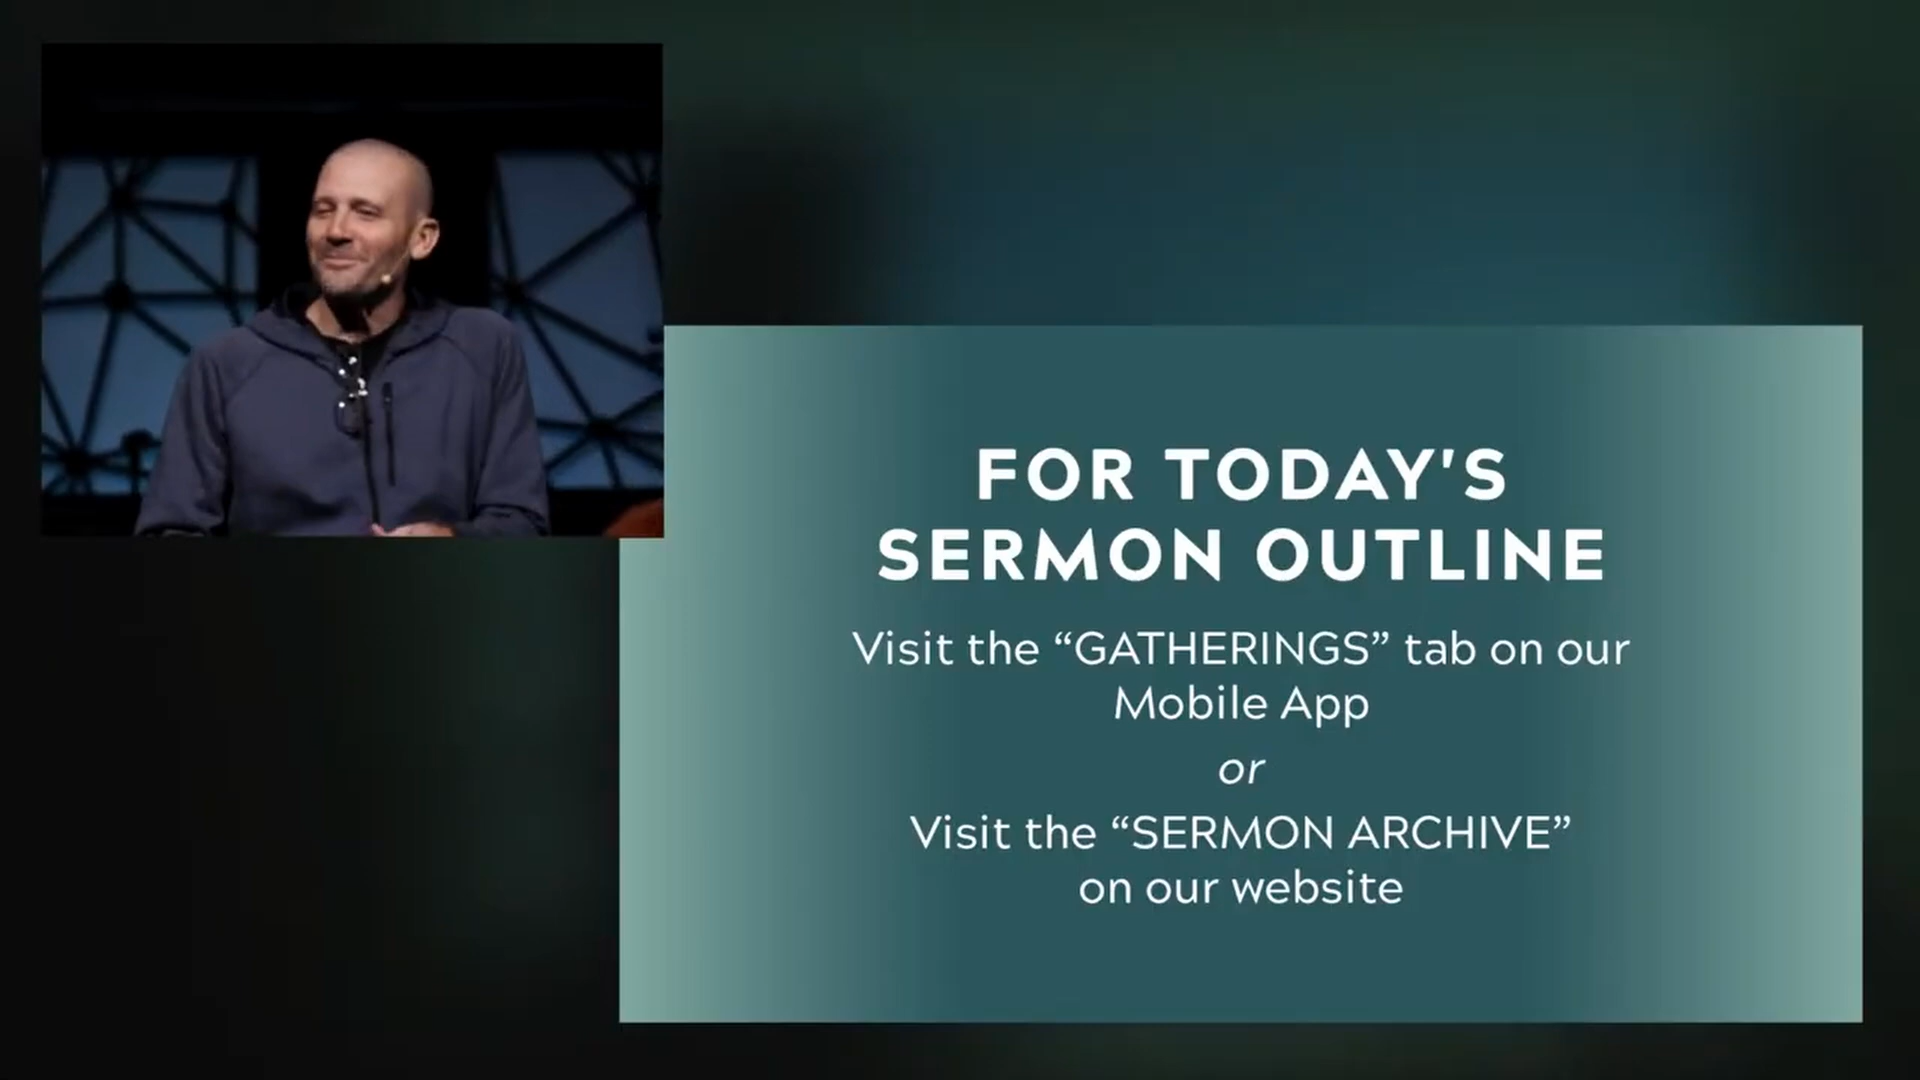 FOR TODAY'S
SERMON OUTLINE
Visit the “GATHERINGS” tab on our
Mobile App
or
Visit the “SERMON ARCHIVE”
on our website